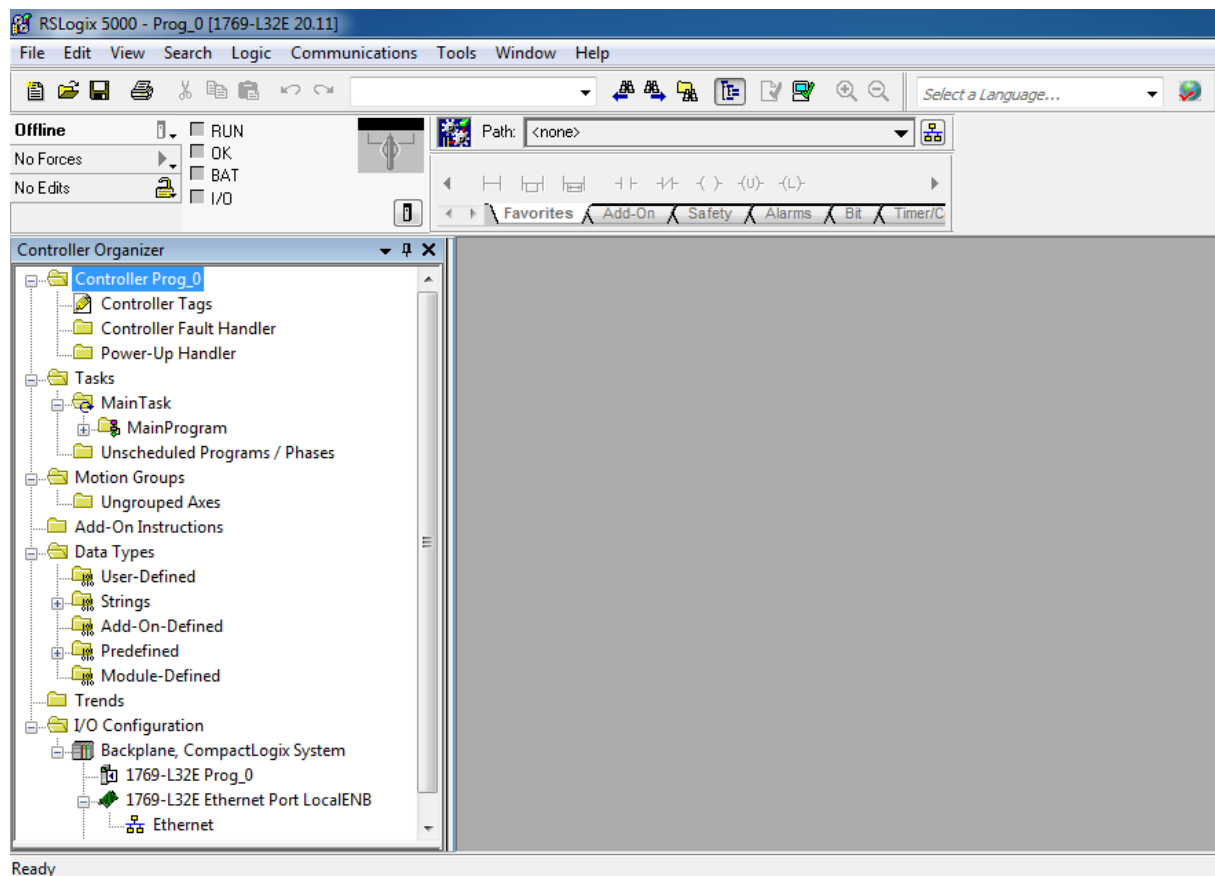 RSLogix 5000 - Prog_0 [1769-L32E 20.11]
File Edit View Search Logic Communications Tools Window Help
Select a Language...
Offline
RUN
No Forces
OK
No Edits
BAT
I/O
Path: <none>
-(U)- -(L)-
Favorites Add-On Safety Alarms Bit Timer/C
Controller Organizer
Controller Prog_0
Controller Tags
Controller Fault Handler
Power-Up Handler
Tasks
MainTask
MainProgram
Unscheduled Programs / Phases
Motion Groups
Ungrouped Axes
Add-On Instructions
Data Types
User-Defined
Strings
Add-On-Defined
Predefined
Module-Defined
Trends
I/O Configuration
Backplane, CompactLogix System
1769-L32E Prog_0
1769-L32E Ethernet Port LocalENB
Ethernet
Ready